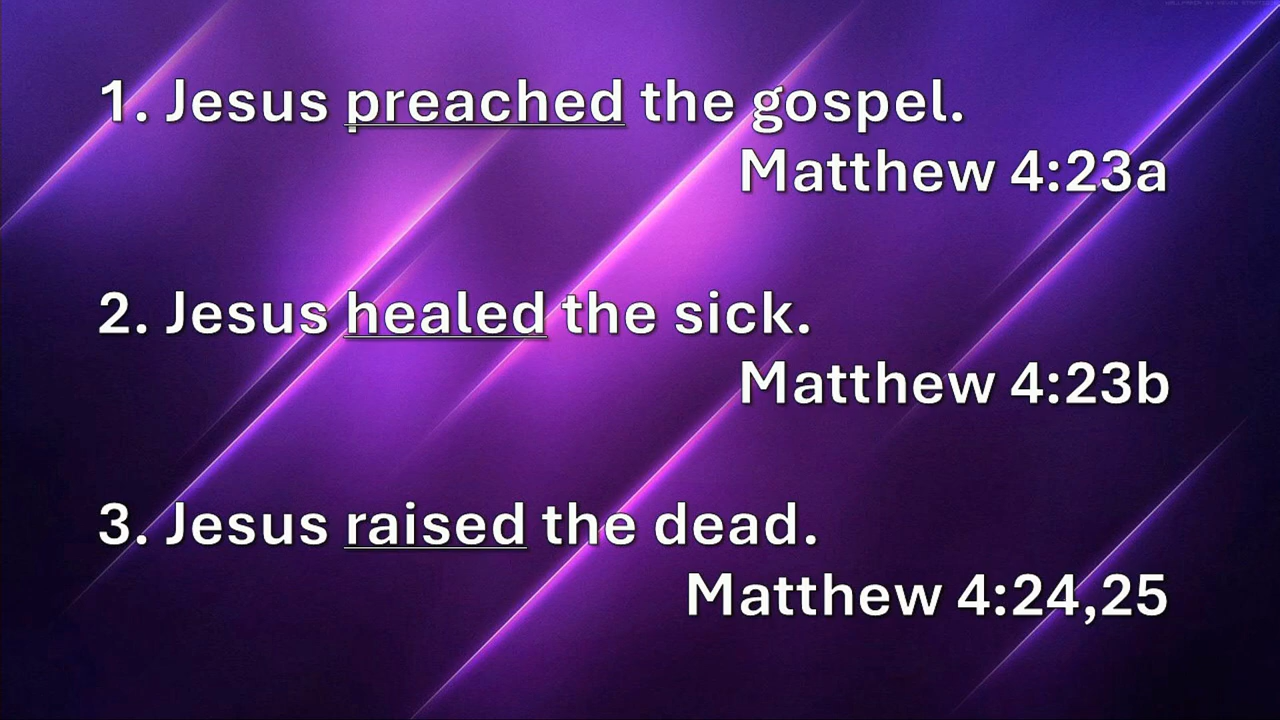 1. Jesus preached the gospel.
Matthew 4:23a
2. Jesus healed the sick.
Matthew 4:23b
3. Jesus raised the dead.
Matthew 4:24,25